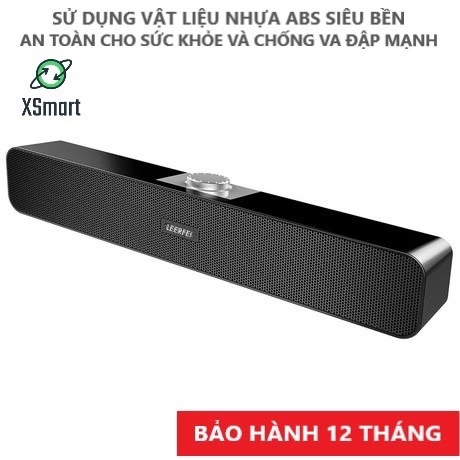 SỬ DỤNG VẬT LIỆU NHỰA ABS SIÊU BỀN
AN TOÀN CHO SỨC KHỎE VÀ CHỐNG VA ĐẬP MẠNH
XSmart
LEERFEI
BẢO HÀNH 12 THÁNG